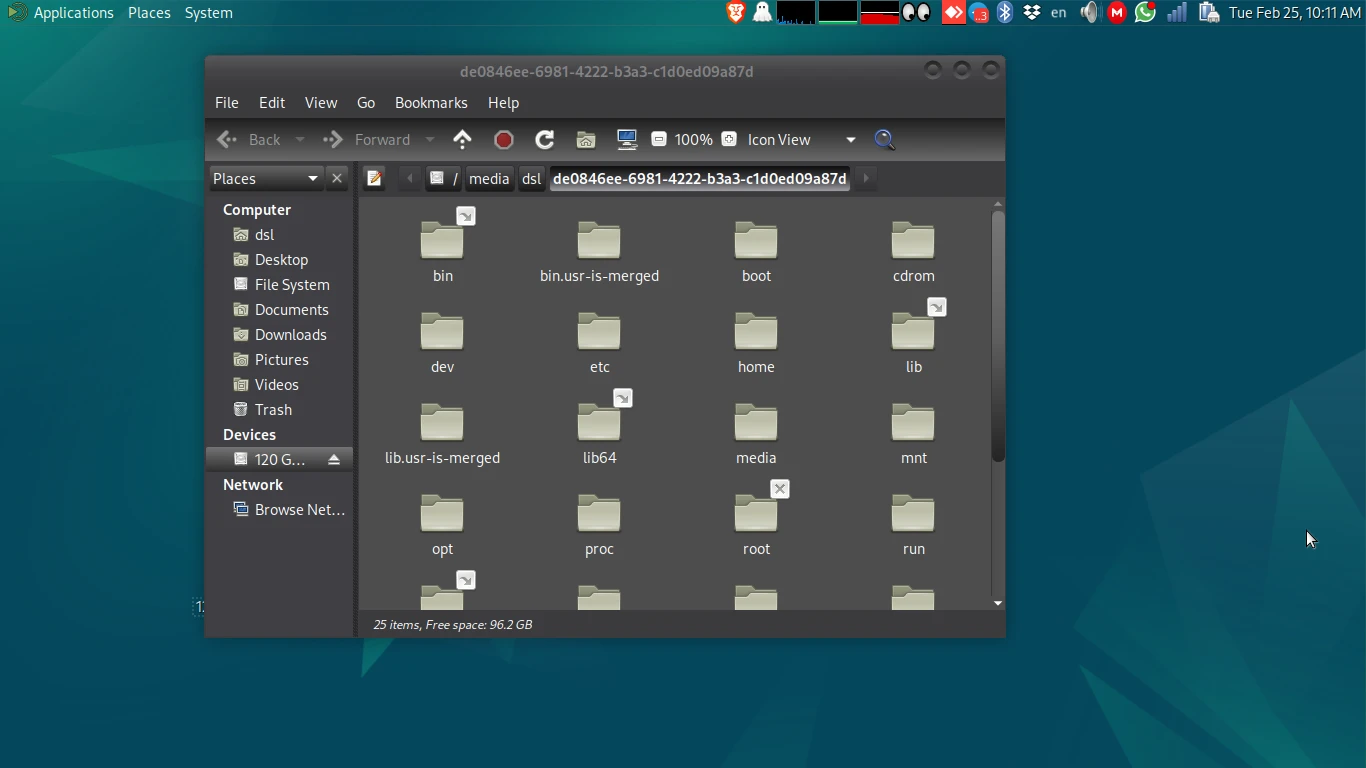 Applications Places System
1.3 en M Tue Feb 25, 10:11 AM
de0846ee-6981-4222-b3a3-c1d0ed09a87d
File Edit View Go Bookmarks Help
Back Forward 100% Icon View
Places / media dsl de0846ee-6981-4222-b3a3-c1d0ed09a87d
Computer
dsl
Desktop
File System
Documents
Downloads
Pictures
Videos
Trash
Devices
120 G...
Network
Browse Net...
bin bin.usr-is-merged boot cdrom
dev etc home lib
lib.usr-is-merged lib64 media mnt
opt proc root run
25 items, Free space: 96.2 GB